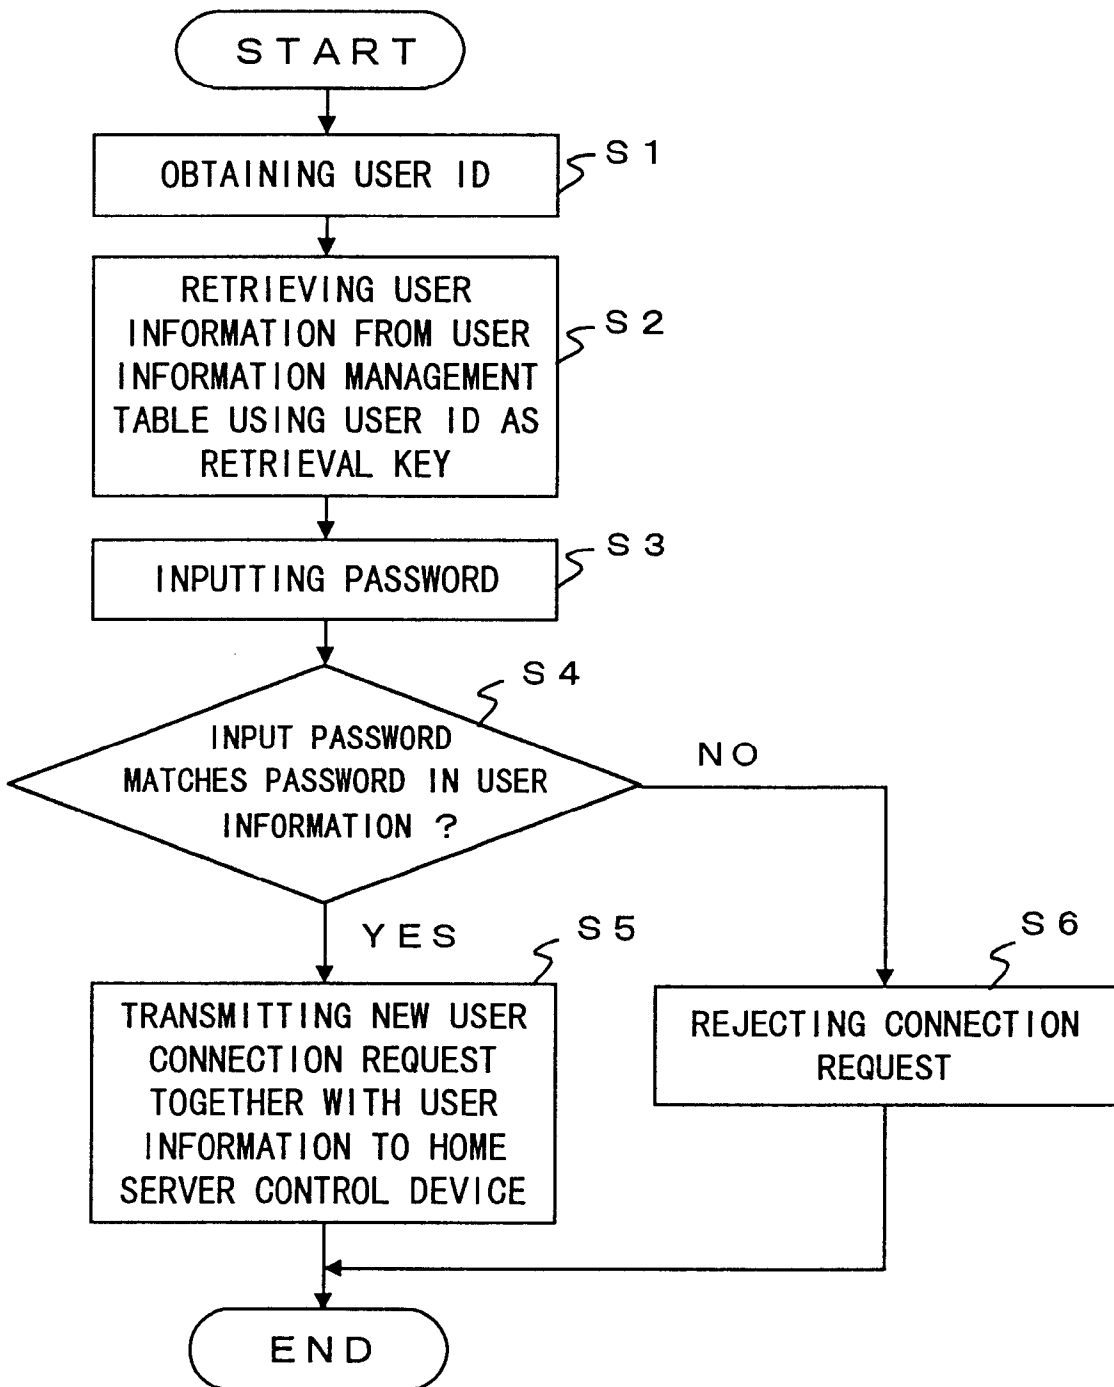 START
S1
OBTAINING USER ID
RETRIEVING USER
INFORMATION FROM USER
INFORMATION MANAGEMENT
TABLE USING USER ID AS
RETRIEVAL KEY
S2
S3
INPUTTING PASSWORD
S4
INPUT PASSWORD
MATCHES PASSWORD IN USER
INFORMATION ?
NO
YES
S5
TRANSMITTING NEW USER
CONNECTION REQUEST
TOGETHER WITH USER
INFORMATION TO HOME
SERVER CONTROL DEVICE
S6
REJECTING CONNECTION
REQUEST
END